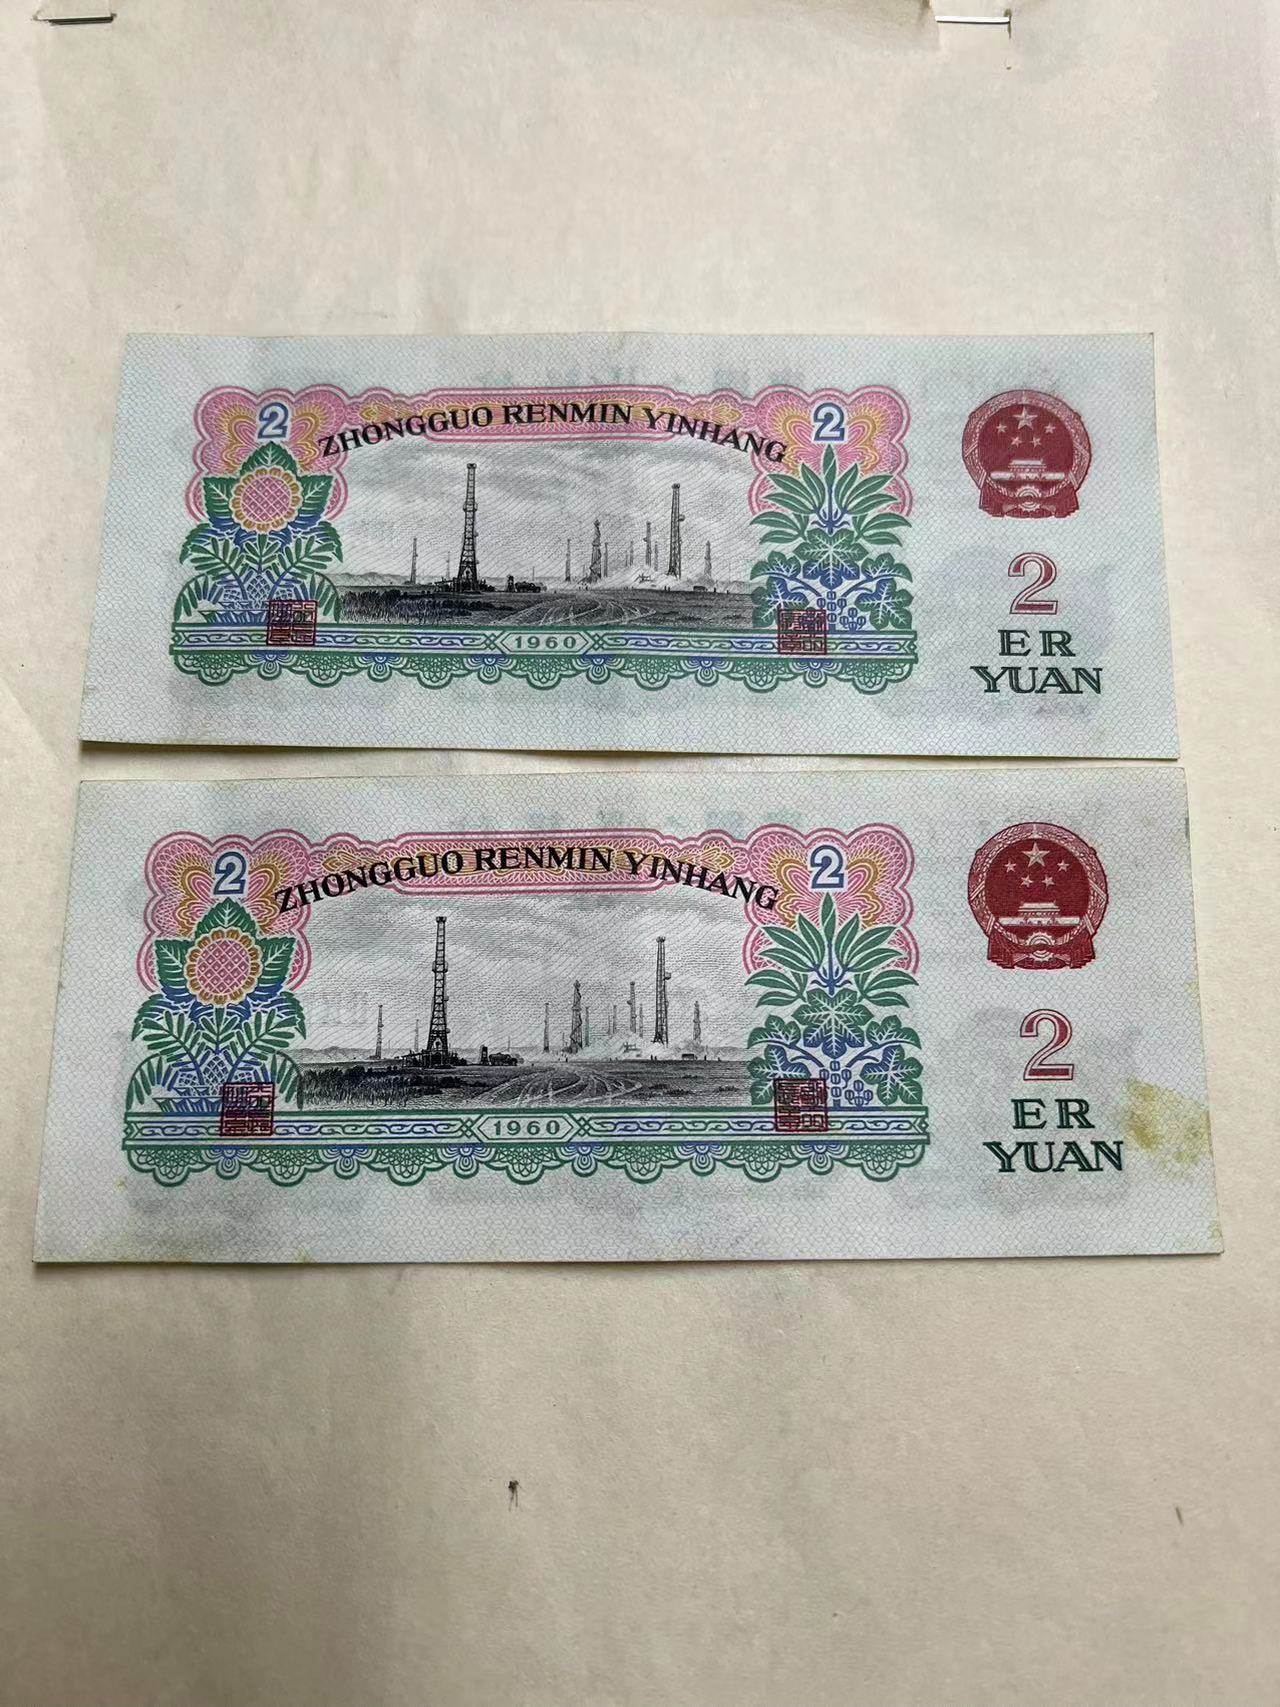 2 ZHONGGUO RENMIN YINHANG 2
2
1960
ER
YUAN
2 ZHONGGUO RENMIN YINHANG 2
2
1960
ER
YUAN